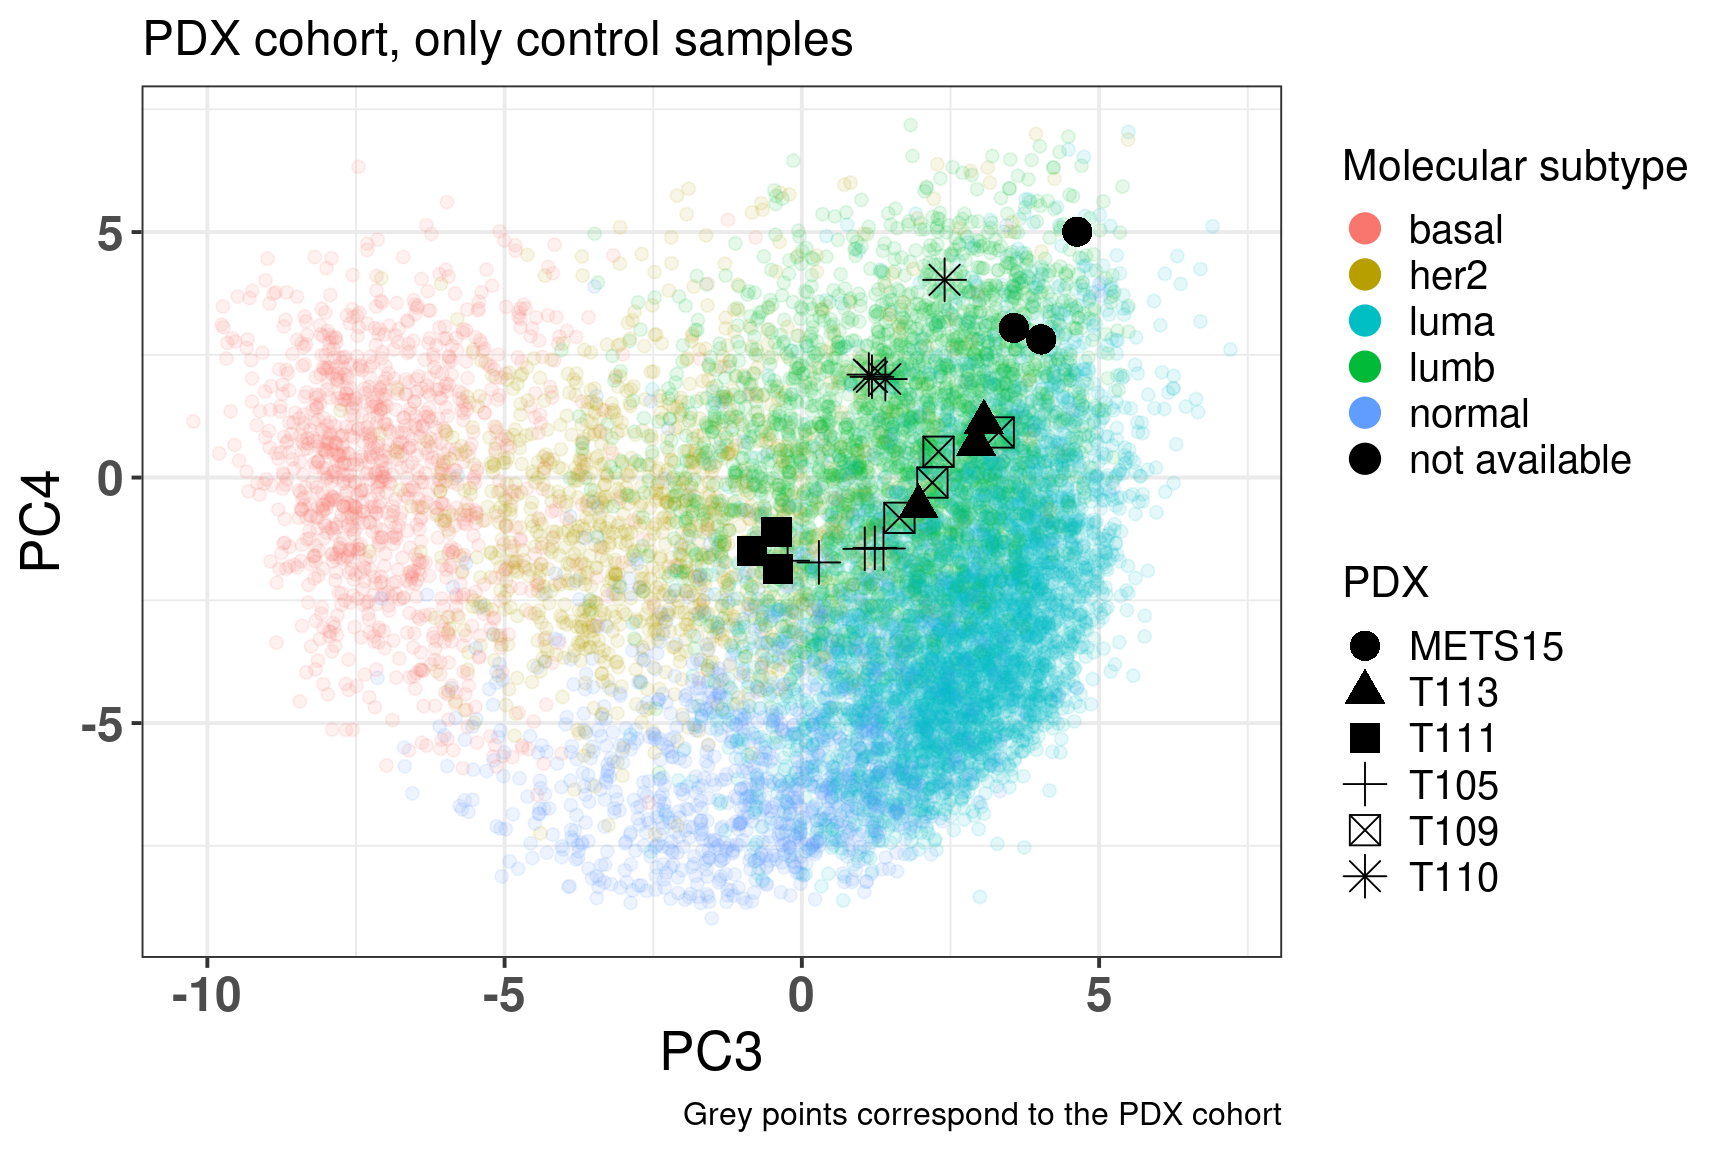 PDX cohort, only control samples
PC4
5
0
-5
-10
-5
0
5
PC3
Grey points correspond to the PDX cohort
Molecular subtype
basal
her2
luma
lumb
normal
not available
PDX
METS15
T113
T111
T105
T109
T110